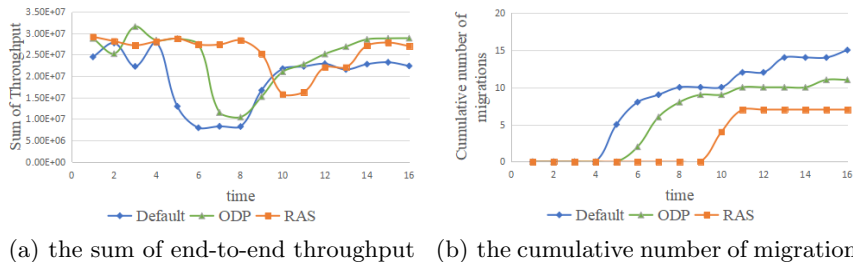 Sum of Throughput
3.50E+07
3.00E+07
2.50E+07
2.00E+07
1.50E+07
1.00E+07
5.00E+06
0.00E+00
0 2 4 6 8 10 12 14 16
time
Default ODP RAS
(a) the sum of end-to-end throughput
Cumulative number of
migrations
20
15
10
5
0
0 2 4 6 8 10 12 14 16
time
Default ODP RAS
(b) the cumulative number of migration